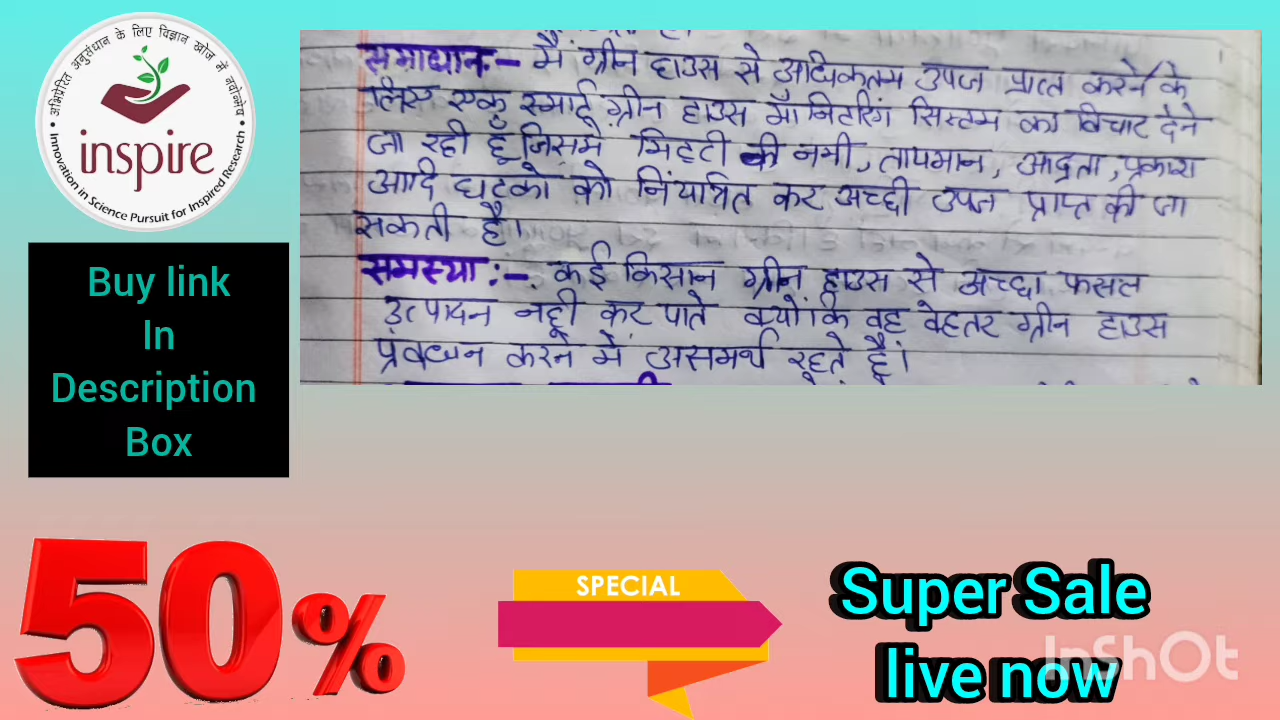 अभिप्रेरित अनुसंधान के लिए विज्ञान खोज में नवोन्मेष
inspire
Innovation in Science Pursuit for Inspired Research
समाधान:- मैं ग्रीन हाउस से अधिकतम उपज प्राप्त करने के
लिए एक स्मार्ट ग्रीन हाउस मॉनिटरिंग सिस्टम का विचार देने
जा रही हूँ जिसमे मिट्टी की नमी, तापमान, आद्रता, प्रकाश
आदि घटको को नियंत्रित कर अच्छी उपज प्राप्त की जा
सकती है।
समस्या:- कई किसान ग्रीन हाउस से अच्छा फसल
उत्पादन नही कर पाते क्योंकि वह बेहतर ग्रीन हाउस
प्रंबधन करने में असमर्थ रहते हैं।
Buy link
In
Description
Box
50%
SPECIAL
Super Sale
live now
InShOt